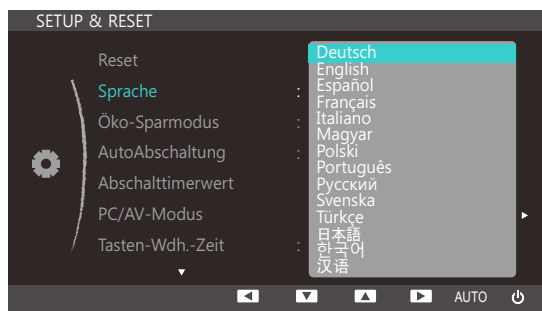 SETUP & RESET
Reset
Sprache :
Öko-Sparmodus :
AutoAbschaltung :
Abschalttimerwert
PC/AV-Modus
Tasten-Wdh.-Zeit :
Deutsch
English
Español
Français
Italiano
Magyar
Polski
Português
Русский
Svenska
Türkçe
日本語
한국어
汉语
AUTO